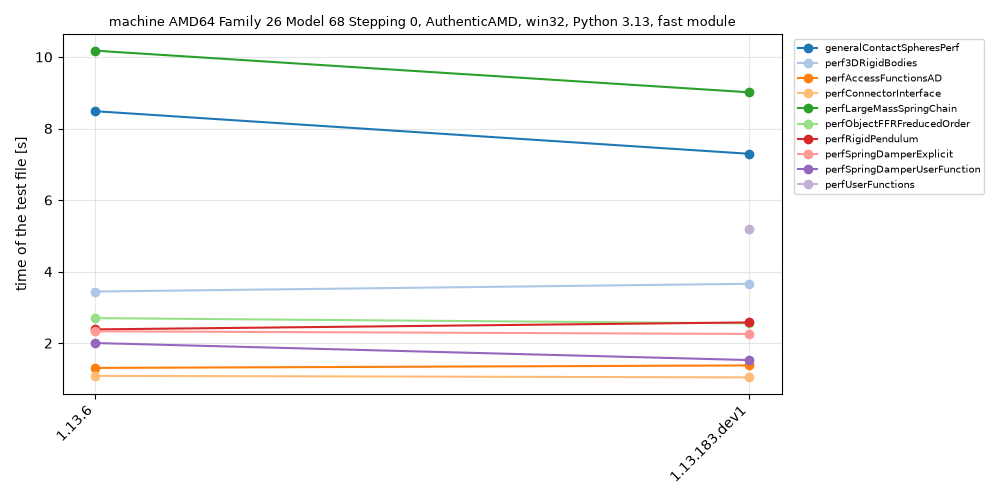 machine AMD64 Family 26 Model 68 Stepping 0, AuthenticAMD, win32, Python 3.13, fast module
time of the test file [s]
10
8
6
4
2
1.13.6
1.13.183.dev1
generalContactSpheresPerf
perf3DRigidBodies
perfAccessFunctionsAD
perfConnectorInterface
perfLargeMassSpringChain
perfObjectFFRFreducedOrder
perfRigidPendulum
perfSpringDamperExplicit
perfSpringDamperUserFunction
perfUserFunctions